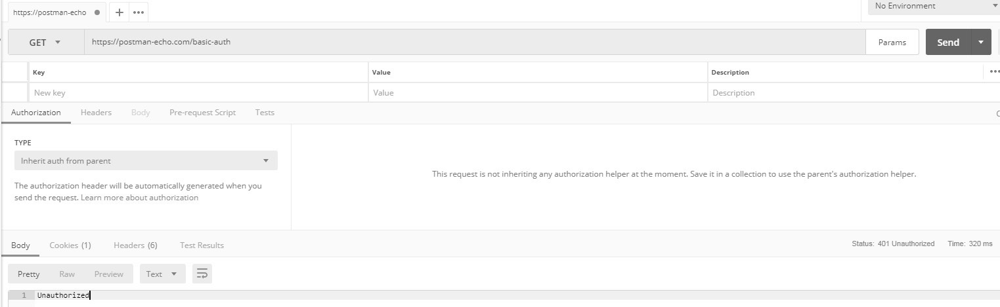 https://postman-echo
No Environment
GET https://postman-echo.com/basic-auth Params Send
Key Value Description
New key Value Description
Authorization Headers Body Pre-request Script Tests
TYPE
Inherit auth from parent
This request is not inheriting any authorization helper at the moment. Save it in a collection to use the parent's authorization helper.
The authorization header will be automatically generated when you
send the request. Learn more about authorization
Body Cookies (1) Headers (6) Test Results Status: 401 Unauthorized Time: 320 ms
Pretty Raw Preview Text
1 Unauthorized